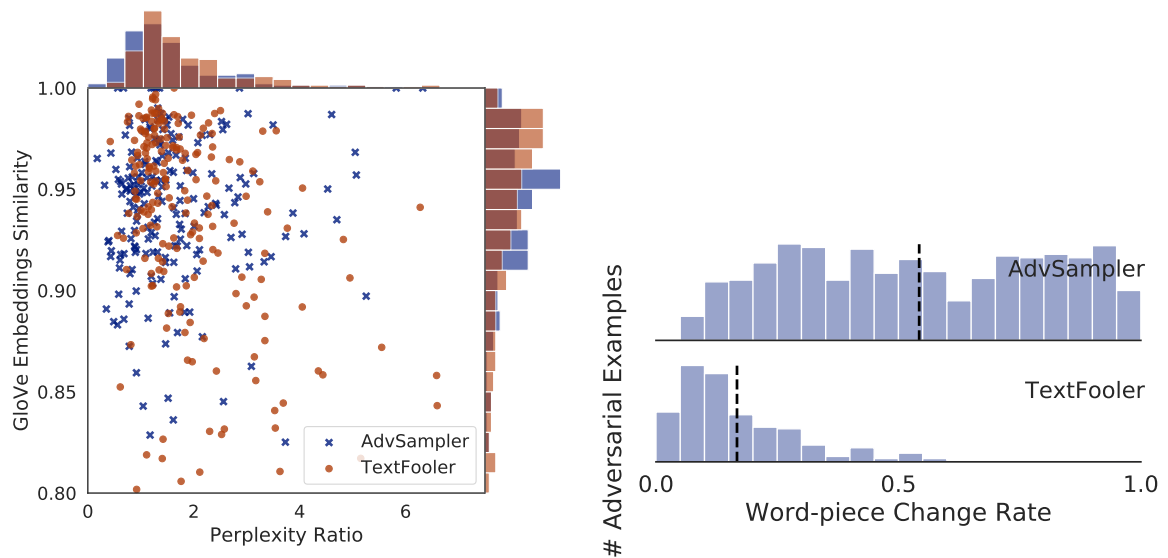 1.00
0.95
0.90
0.85
0.80
GloVe Embeddings Similarity
AdvSampler
TextFooler
0 2 4 6
Perplexity Ratio
# Adversarial Examples
AdvSampler
TextFooler
0.0 0.5 1.0
Word-piece Change Rate